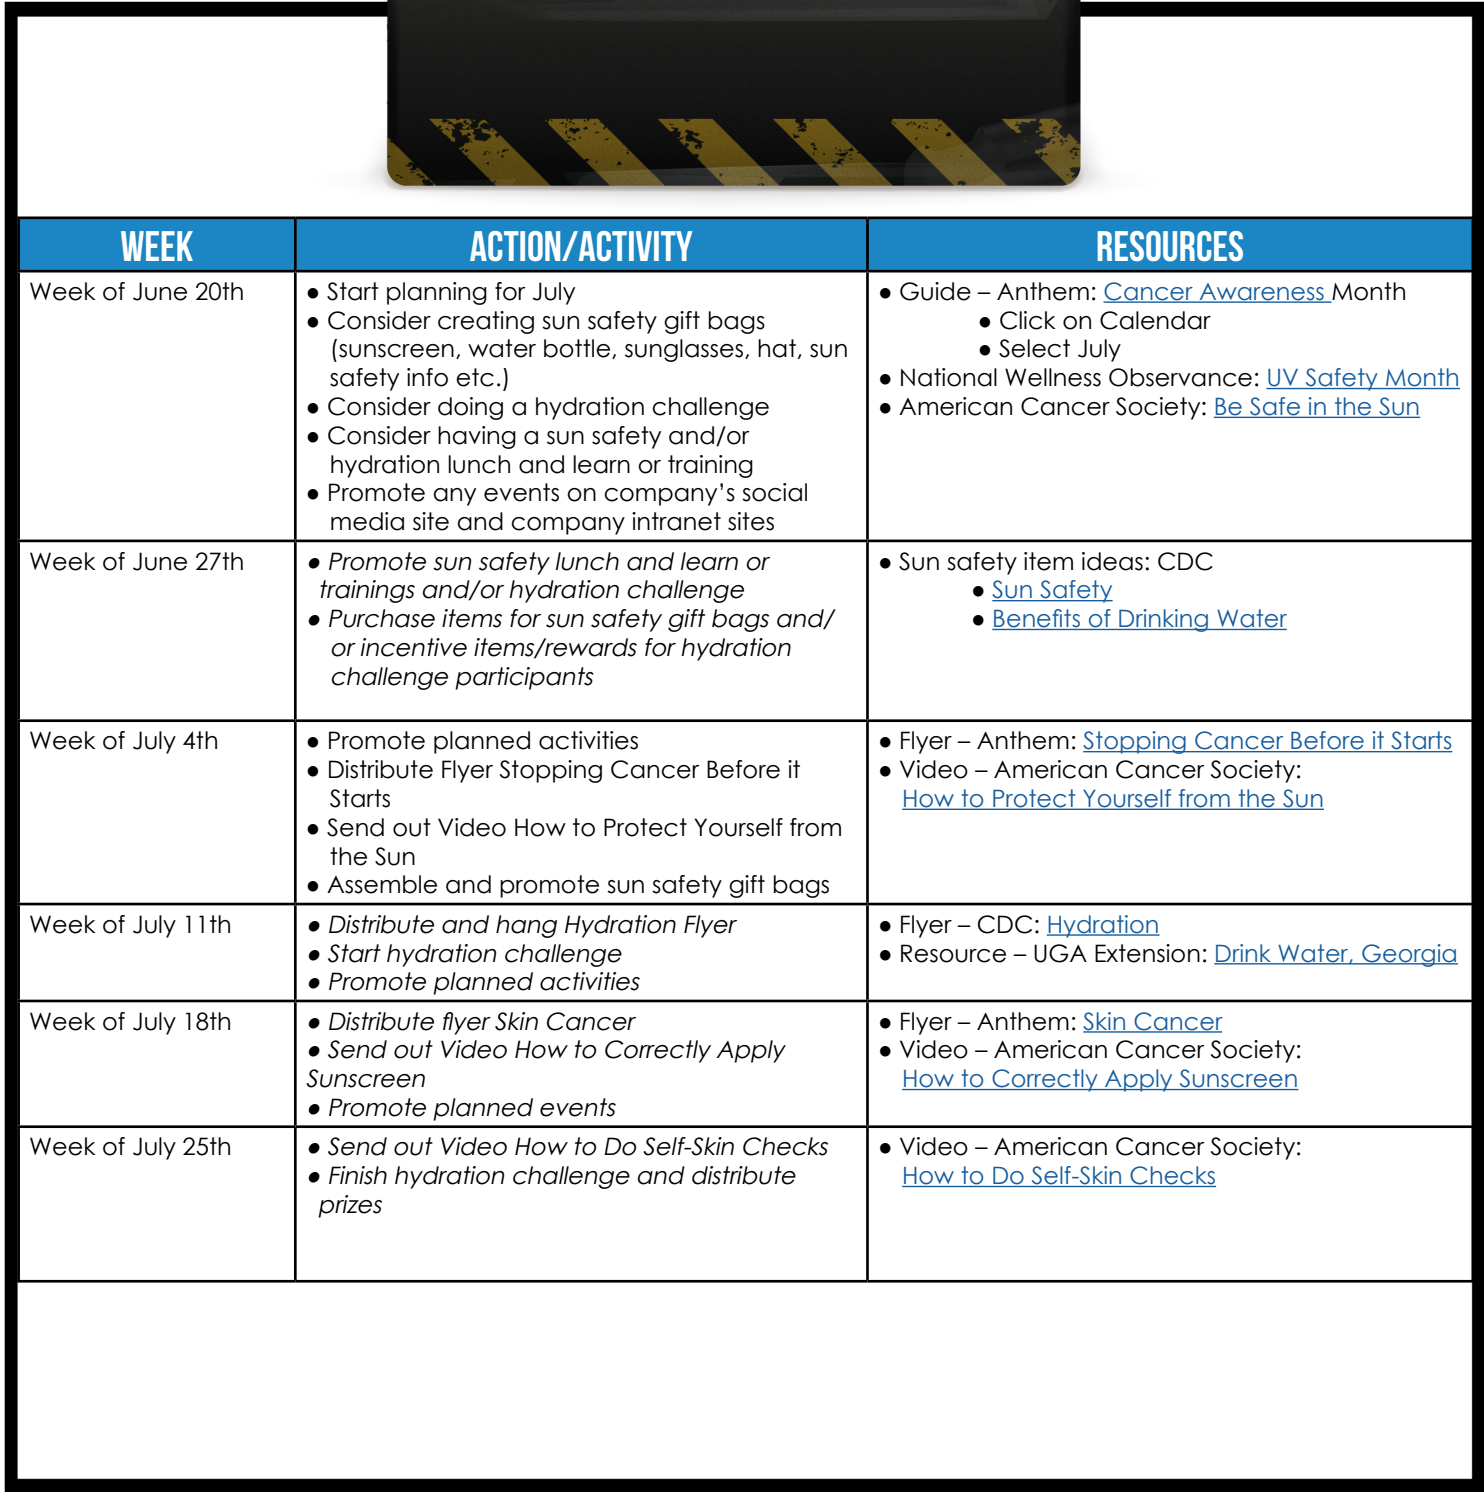 WEEK
ACTION/ACTIVITY
RESOURCES
Week of June 20th
● Start planning for July
● Consider creating sun safety gift bags
(sunscreen, water bottle, sunglasses, hat, sun
safety info etc.)
● Consider doing a hydration challenge
● Consider having a sun safety and/or
hydration lunch and learn or training
● Promote any events on company’s social
media site and company intranet sites
● Guide – Anthem: Cancer Awareness Month
● Click on Calendar
● Select July
● National Wellness Observance: UV Safety Month
● American Cancer Society: Be Safe in the Sun
Week of June 27th
● Promote sun safety lunch and learn or
trainings and/or hydration challenge
● Purchase items for sun safety gift bags and/
or incentive items/rewards for hydration
challenge participants
● Sun safety item ideas: CDC
● Sun Safety
● Benefits of Drinking Water
Week of July 4th
● Promote planned activities
● Distribute Flyer Stopping Cancer Before it
Starts
● Send out Video How to Protect Yourself from
the Sun
● Assemble and promote sun safety gift bags
● Flyer – Anthem: Stopping Cancer Before it Starts
● Video – American Cancer Society:
How to Protect Yourself from the Sun
Week of July 11th
● Distribute and hang Hydration Flyer
● Start hydration challenge
● Promote planned activities
● Flyer – CDC: Hydration
● Resource – UGA Extension: Drink Water, Georgia
Week of July 18th
● Distribute flyer Skin Cancer
● Send out Video How to Correctly Apply
Sunscreen
● Promote planned events
● Flyer – Anthem: Skin Cancer
● Video – American Cancer Society:
How to Correctly Apply Sunscreen
Week of July 25th
● Send out Video How to Do Self-Skin Checks
● Finish hydration challenge and distribute
prizes
● Video – American Cancer Society:
How to Do Self-Skin Checks